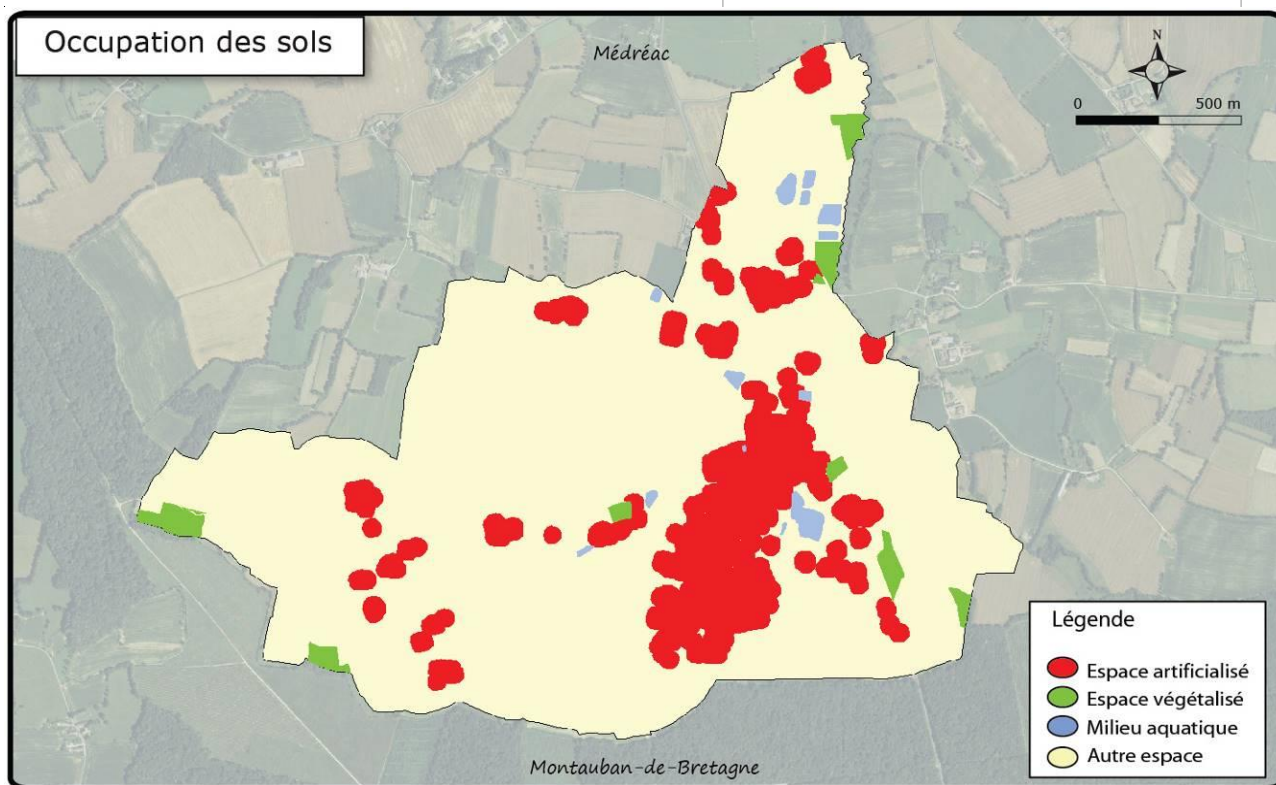 Occupation des sols
Médréac
N
0 500 m
Légende
Espace artificialisé
Espace végétalisé
Milieu aquatique
Autre espace
Montauban-de-Bretagne